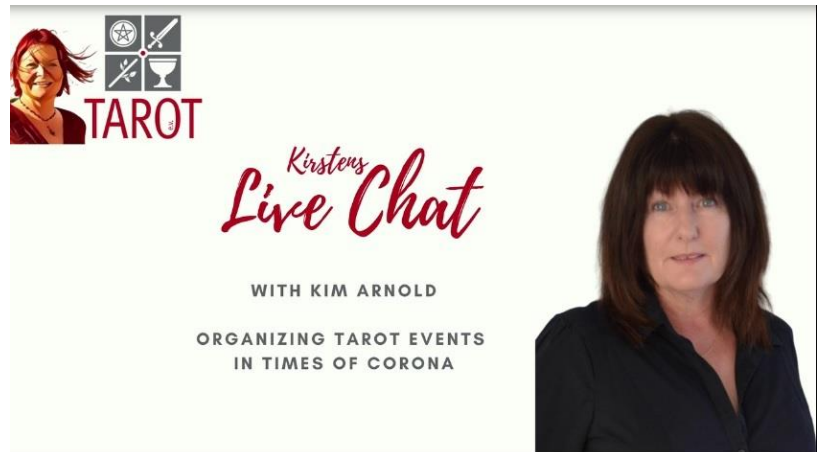 TAROT e.V.
Kirstens
Live Chat
WITH KIM ARNOLD
ORGANIZING TAROT EVENTS
IN TIMES OF CORONA